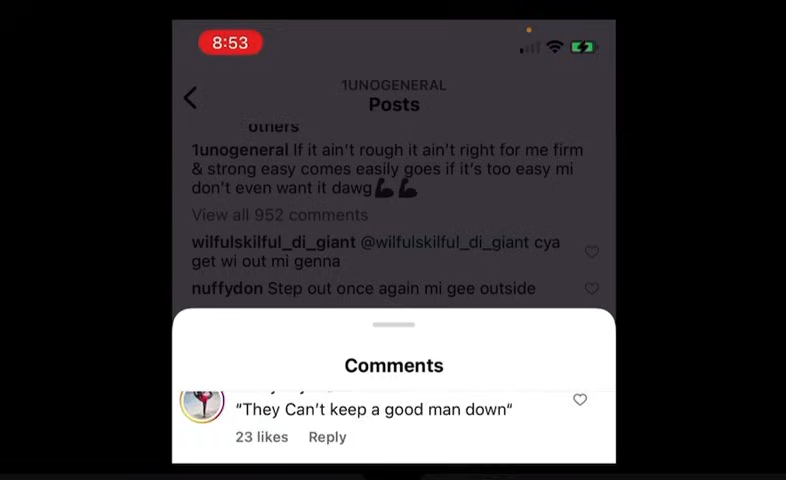 8:53
1UNOGENERAL
Posts
others
1unogeneral If it ain't rough it ain't right for me firm
& strong easy comes easily goes if it's too easy mi
don't even want it dawg💪💪
View all 952 comments
wilfulskilful_di_giant @wilfulskilful_di_giant cya
get wi out mi genna
nuffydon Step out once again mi gee outside
Comments
"They Can't keep a good man down"
23 likes Reply